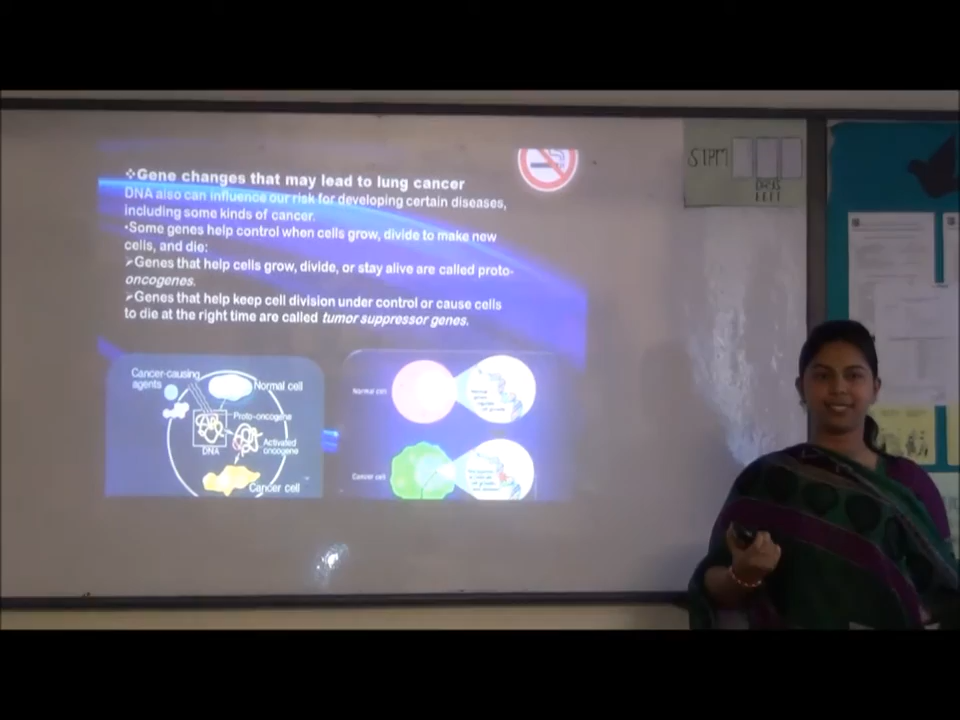 ❖Gene changes that may lead to lung cancer
DNA also can influence our risk for developing certain diseases,
including some kinds of cancer.
•Some genes help control when cells grow, divide to make new
cells, and die:
➢Genes that help cells grow, divide, or stay alive are called proto-
oncogenes.
➢Genes that help keep cell division under control or cause cells
to die at the right time are called tumor suppressor genes.
Cancer-causing
agents
Normal cell
Proto-oncogene
DNA
Activated
oncogene
Cancer cell
Normal cell
Cancer cell
STPM